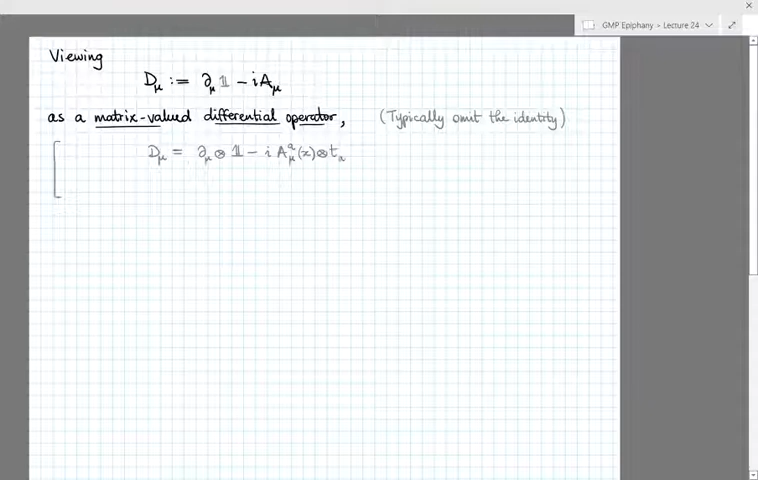 GMP Epiphany > Lecture 24
Viewing
D_μ := ∂_μ 𝟙 - iA_μ
as a matrix-valued differential operator, (Typically omit the identity)
D_μ = ∂_μ ⊗ 𝟙 - i A_μ^a(x) ⊗ t_a